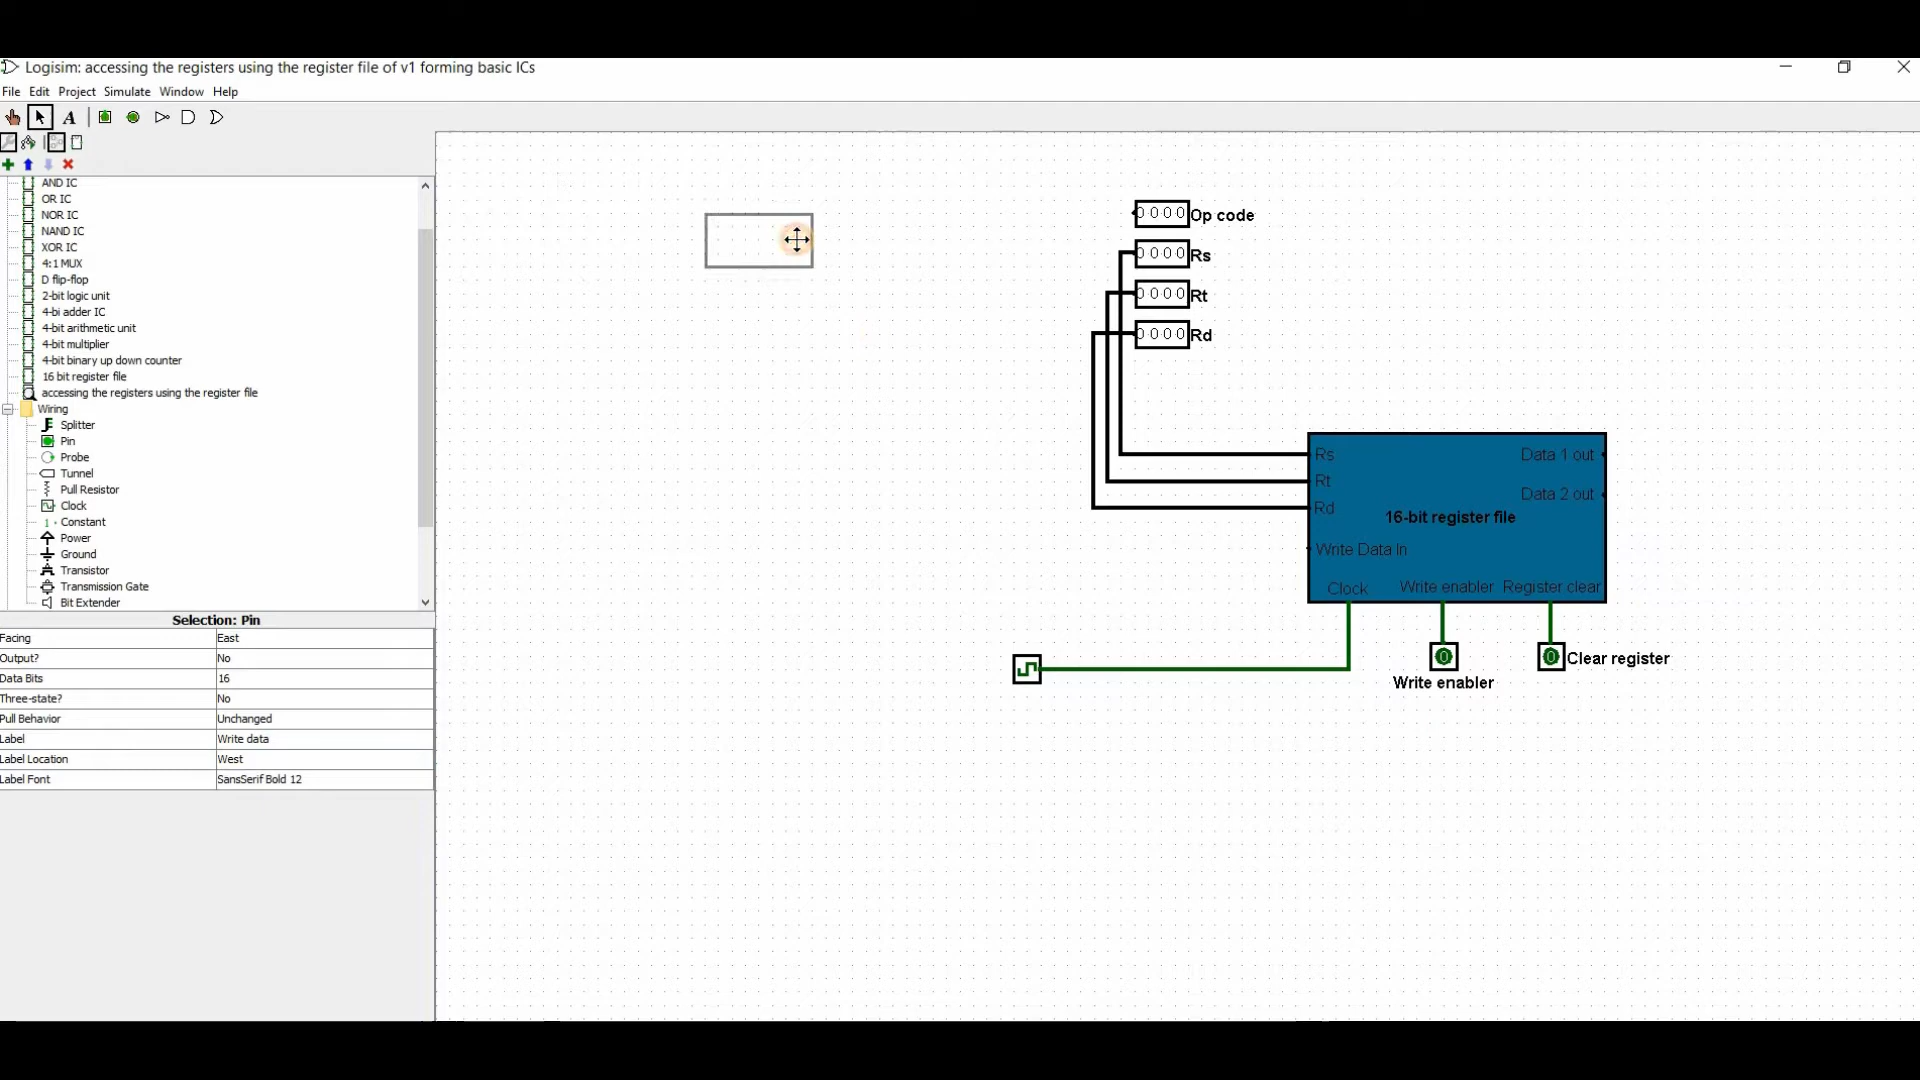 Logisim: accessing the registers using the register file of v1 forming basic ICs
File Edit Project Simulate Window Help
A
AND IC
OR IC
NOR IC
NAND IC
XOR IC
4:1 MUX
D flip-flop
2-bit logic unit
4-bi adder IC
4-bit arithmetic unit
4-bit multiplier
4-bit binary up down counter
16 bit register file
accessing the registers using the register file
Wiring
Splitter
Pin
Probe
Tunnel
Pull Resistor
Clock
1 Constant
Power
Ground
Transistor
Transmission Gate
Bit Extender
Selection: Pin
Facing East
Output? No
Data Bits 16
Three-state? No
Pull Behavior Unchanged
Label Write data
Label Location West
Label Font SansSerif Bold 12
0 0 0 0 Op code
0 0 0 0 Rs
0 0 0 0 Rt
0 0 0 0 Rd
Rs Data 1 out
Rt
Data 2 out
Rd
16-bit register file
Write Data In
Clock Write enabler Register clear
0 0 Clear register
Write enabler